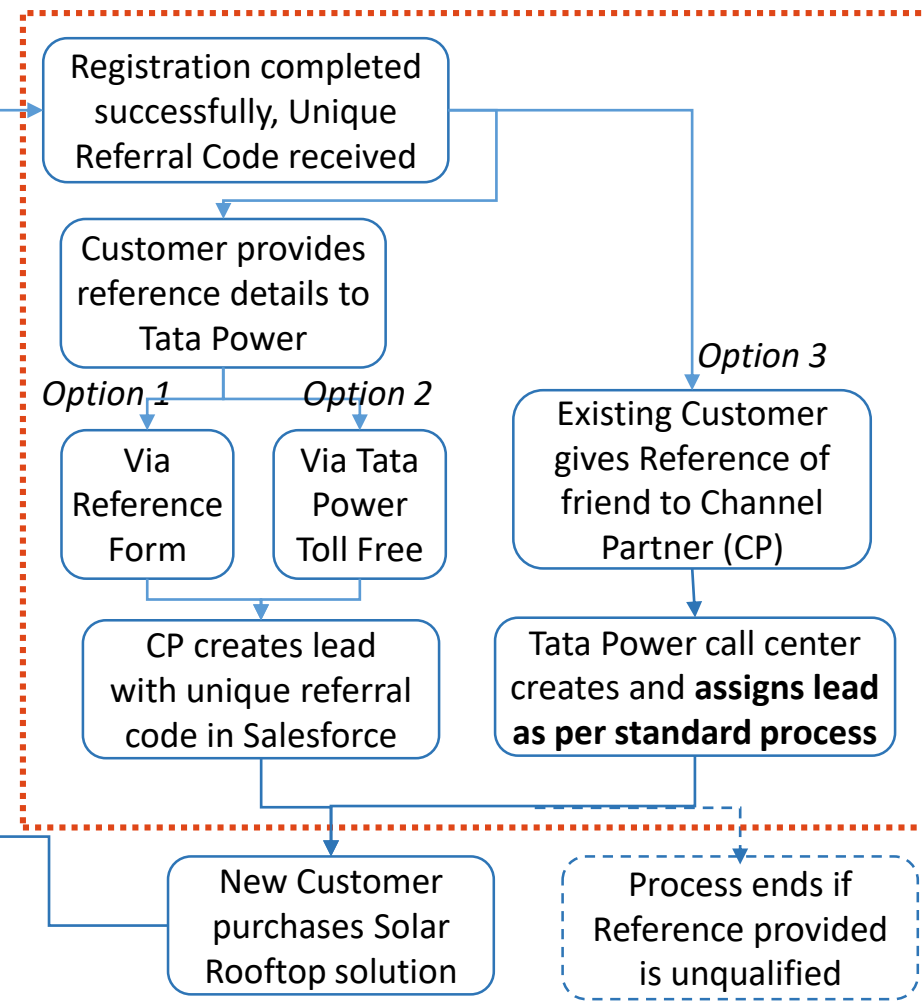 Registration completed
successfully, Unique
Referral Code received
Customer provides
reference details to
Tata Power
Option 1
Option 2
Option 3
Via
Reference
Form
Via Tata
Power
Toll Free
Existing Customer
gives Reference of
friend to Channel
Partner (CP)
CP creates lead
with unique referral
code in Salesforce
Tata Power call center
creates and assigns lead
as per standard process
New Customer
purchases Solar
Rooftop solution
Process ends if
Reference provided
is unqualified